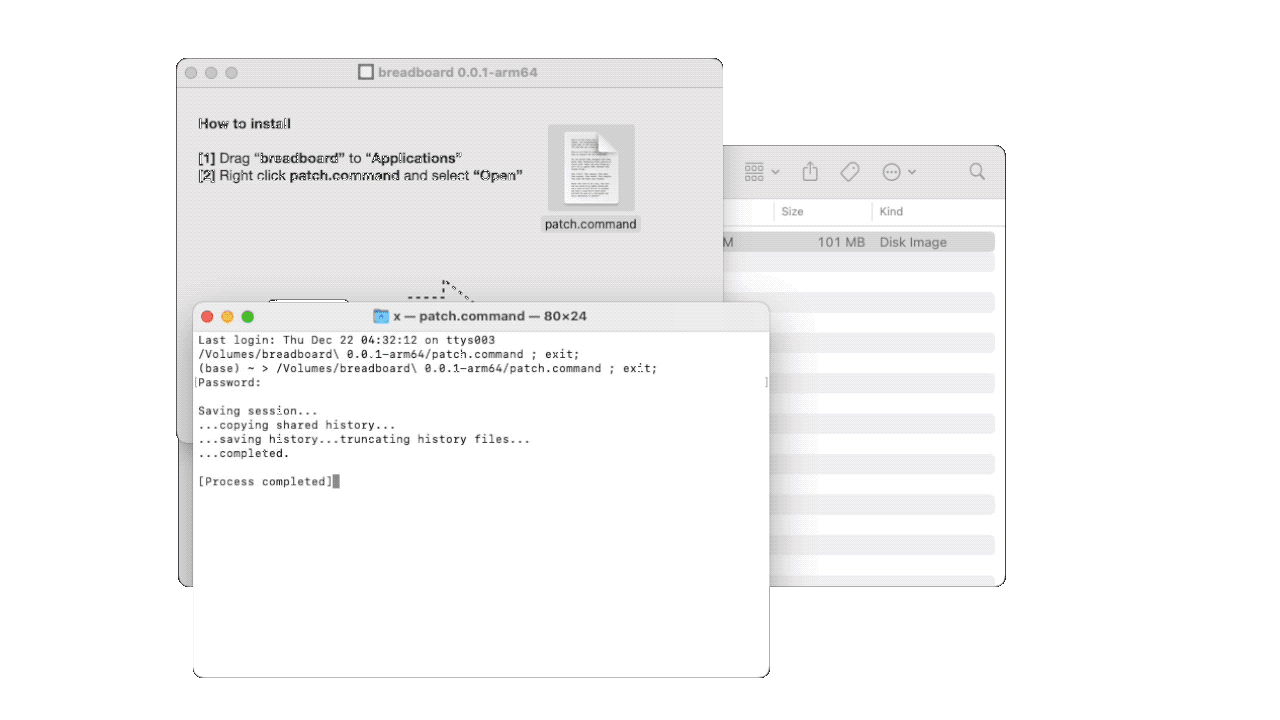 breadboard 0.0.1-arm64
How to install
[1] Drag “breadboard” to “Applications”
[2] Right click patch.command and select “Open”
patch.command
Size
Kind
M
101 MB
Disk Image
x — patch.command — 80×24
Last login: Thu Dec 22 04:32:12 on ttys003
/Volumes/breadboard\ 0.0.1-arm64/patch.command ; exit;
(base) ~ > /Volumes/breadboard\ 0.0.1-arm64/patch.command ; exit;
[Password: ]
Saving session...
...copying shared history...
...saving history...truncating history files...
...completed.
[Process completed]